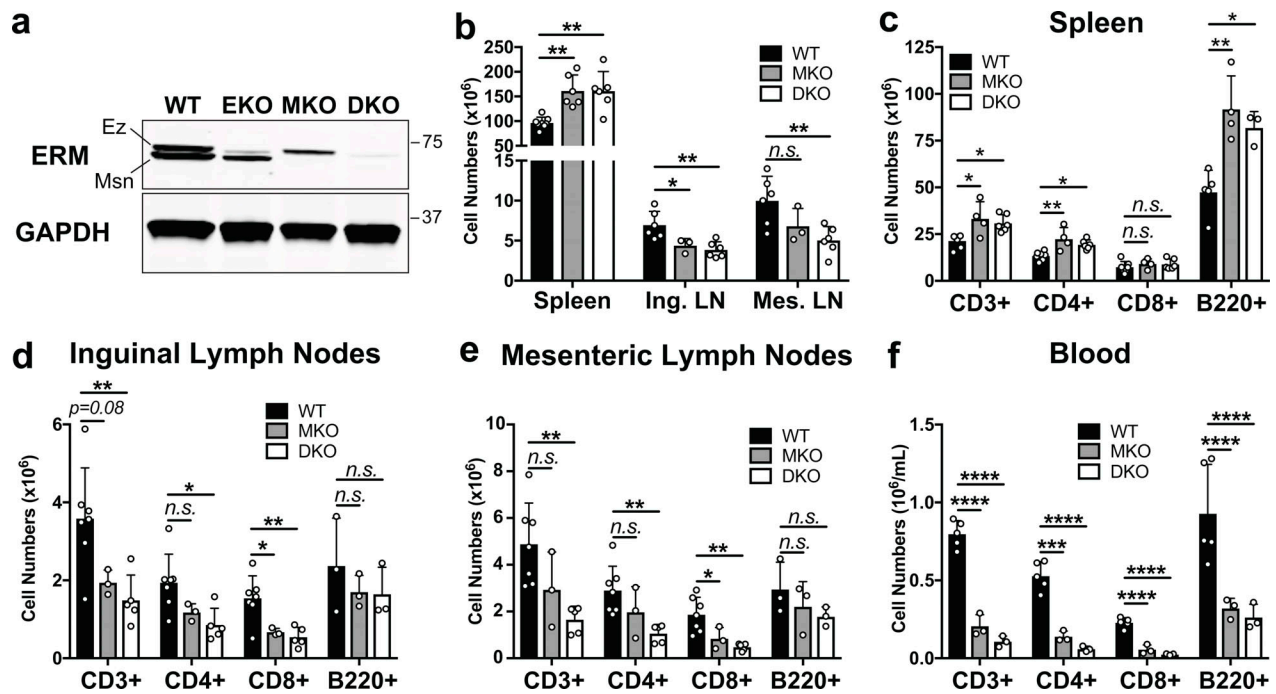 a
WT EKO MKO DKO
Ez
ERM
Msn
-75
GAPDH
-37
b
Cell Numbers (x10⁶)
250
200
150
100
50
15
10
5
0
**
**
**
*
**
n.s.
WT
MKO
DKO
Spleen Ing. LN Mes. LN
c Spleen
Cell Numbers (x10⁶)
125
100
75
50
25
0
WT
MKO
DKO
*
*
*
**
n.s.
n.s.
*
**
CD3+ CD4+ CD8+ B220+
d Inguinal Lymph Nodes
Cell Numbers (x10⁶)
6
4
2
0
**
p=0.08
*
n.s.
**
*
n.s.
n.s.
WT
MKO
DKO
CD3+ CD4+ CD8+ B220+
e Mesenteric Lymph Nodes
Cell Numbers (x10⁶)
10
8
6
4
2
0
**
n.s.
**
n.s.
**
*
n.s.
n.s.
WT
MKO
DKO
CD3+ CD4+ CD8+ B220+
f Blood
Cell Numbers (10⁶/mL)
1.5
1.0
0.5
0.0
****
****
****
***
****
****
****
****
WT
MKO
DKO
CD3+ CD4+ CD8+ B220+